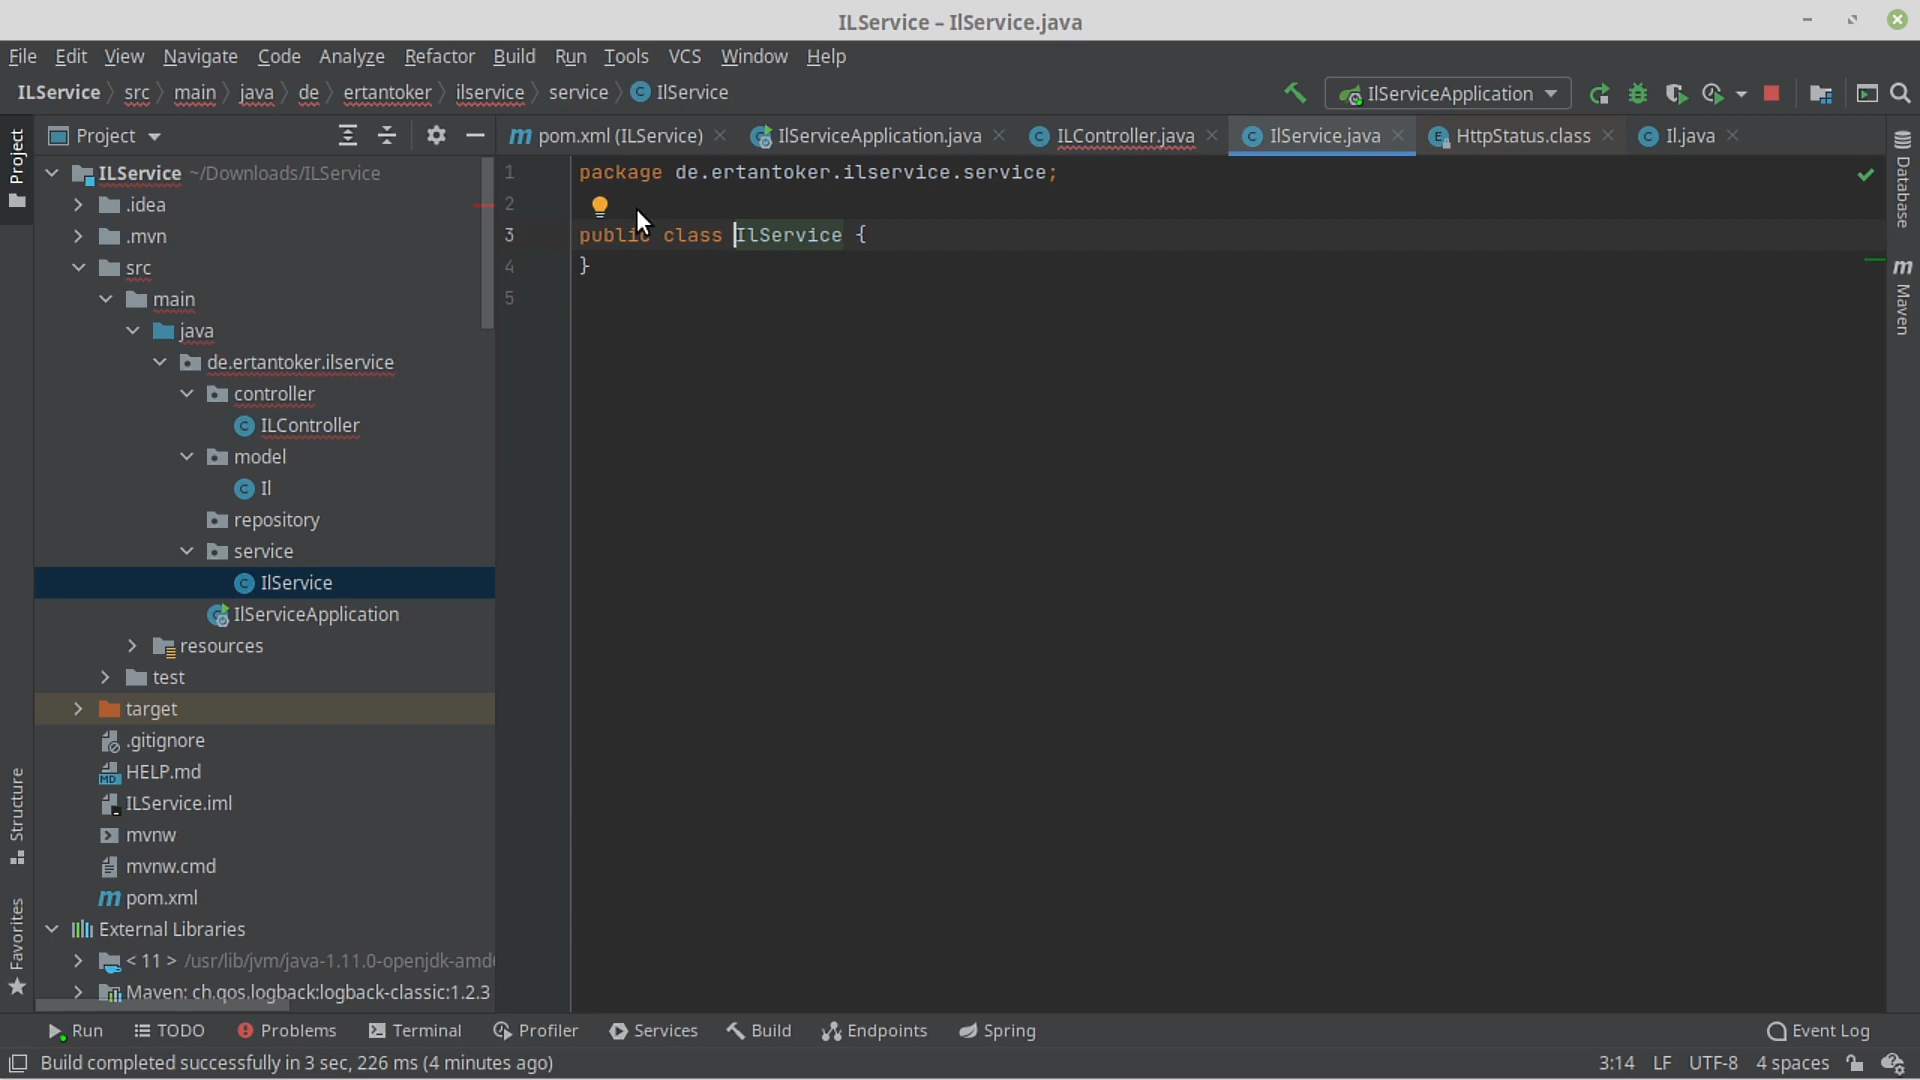 ILService – IlService.java
File Edit View Navigate Code Analyze Refactor Build Run Tools VCS Window Help
ILService src main java de ertantoker ilservice service IlService
IlServiceApplication
Project
pom.xml (ILService) IlServiceApplication.java ILController.java IlService.java HttpStatus.class Il.java
Project
Structure
Favorites
ILService ~/Downloads/ILService
.idea
.mvn
src
main
java
de.ertantoker.ilservice
controller
ILController
model
Il
repository
service
IlService
IlServiceApplication
resources
test
target
.gitignore
HELP.md
ILService.iml
mvnw
mvnw.cmd
pom.xml
External Libraries
< 11 > /usr/lib/jvm/java-1.11.0-openjdk-amd
Maven: ch.qos.logback:logback-classic:1.2.3
1 package de.ertantoker.ilservice.service;
2
3 public class IlService {
4 }
5
Database
Maven
Run TODO Problems Terminal Profiler Services Build Endpoints Spring Event Log
Build completed successfully in 3 sec, 226 ms (4 minutes ago) 3:14 LF UTF-8 4 spaces